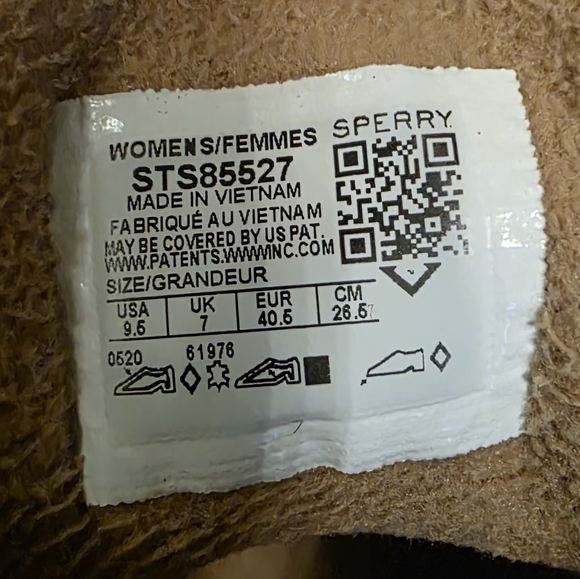 SPERRY
WOMENS/FEMMES
STS85527
MADE IN VIETNAM
FABRIQUÉ AU VIETNAM
MAY BE COVERED BY US PAT.
WWW.PATENTS.WWWINC.COM
SIZE/GRANDEUR
USA UK EUR CM
9.5 7 40.5 26.5
0520 61976